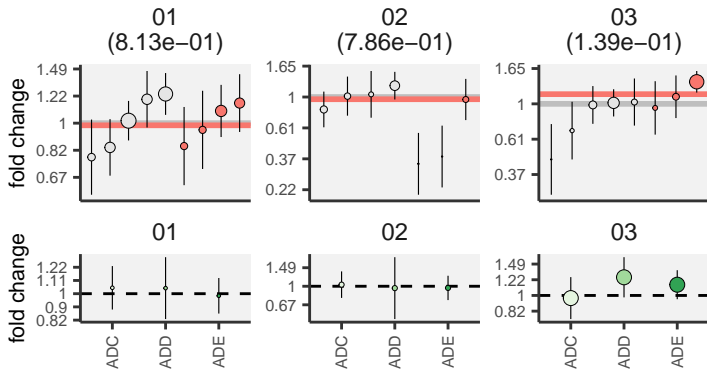 01
(8.13e−01)
02
(7.86e−01)
03
(1.39e−01)
fold change
1.49
1.22
1
0.82
0.67
1.65
1
0.61
0.37
0.22
1.65
1
0.61
0.37
01
02
03
fold change
1.22
1.11
1
0.9
0.82
1.49
1
0.67
1.49
1.22
1
0.82
ADC
ADD
ADE
ADC
ADD
ADE
ADC
ADD
ADE